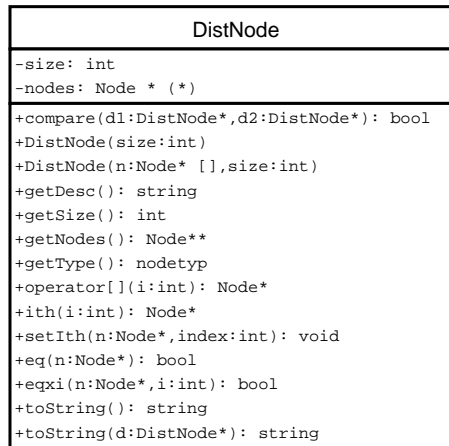 DistNode
-size: int
-nodes: Node * (*)
+compare(d1:DistNode*,d2:DistNode*): bool
+DistNode(size:int)
+DistNode(n:Node* [],size:int)
+getDesc(): string
+getSize(): int
+getNodes(): Node**
+getType(): nodetyp
+operator[](i:int): Node*
+ith(i:int): Node*
+setIth(n:Node*,index:int): void
+eq(n:Node*): bool
+eqxi(n:Node*,i:int): bool
+toString(): string
+toString(d:DistNode*): string